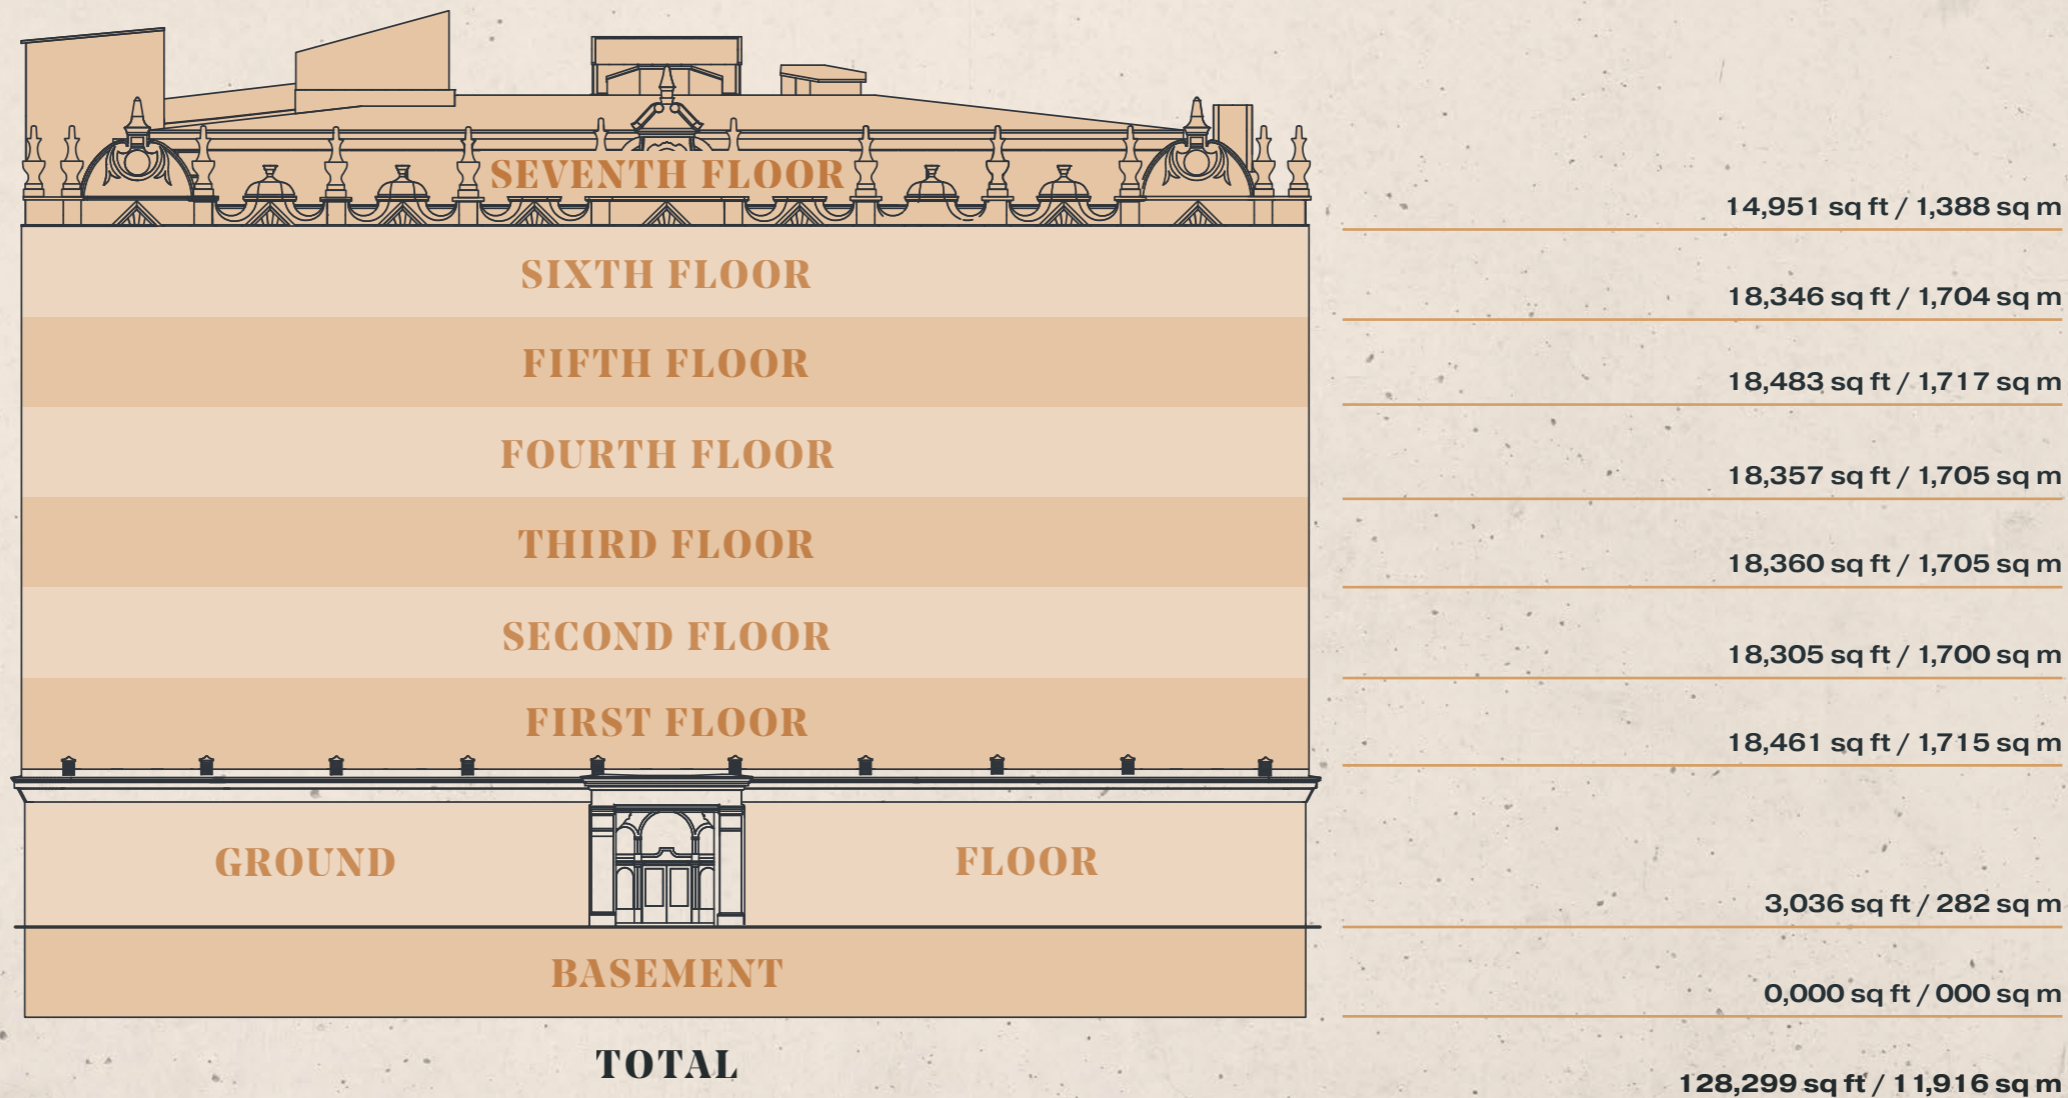 SEVENTH FLOOR 14,951 sq ft / 1,388 sq m
SIXTH FLOOR 18,346 sq ft / 1,704 sq m
FIFTH FLOOR 18,483 sq ft / 1,717 sq m
FOURTH FLOOR 18,357 sq ft / 1,705 sq m
THIRD FLOOR 18,360 sq ft / 1,705 sq m
SECOND FLOOR 18,305 sq ft / 1,700 sq m
FIRST FLOOR 18,461 sq ft / 1,715 sq m
GROUND FLOOR 3,036 sq ft / 282 sq m
BASEMENT 0,000 sq ft / 000 sq m
TOTAL 128,299 sq ft / 11,916 sq m